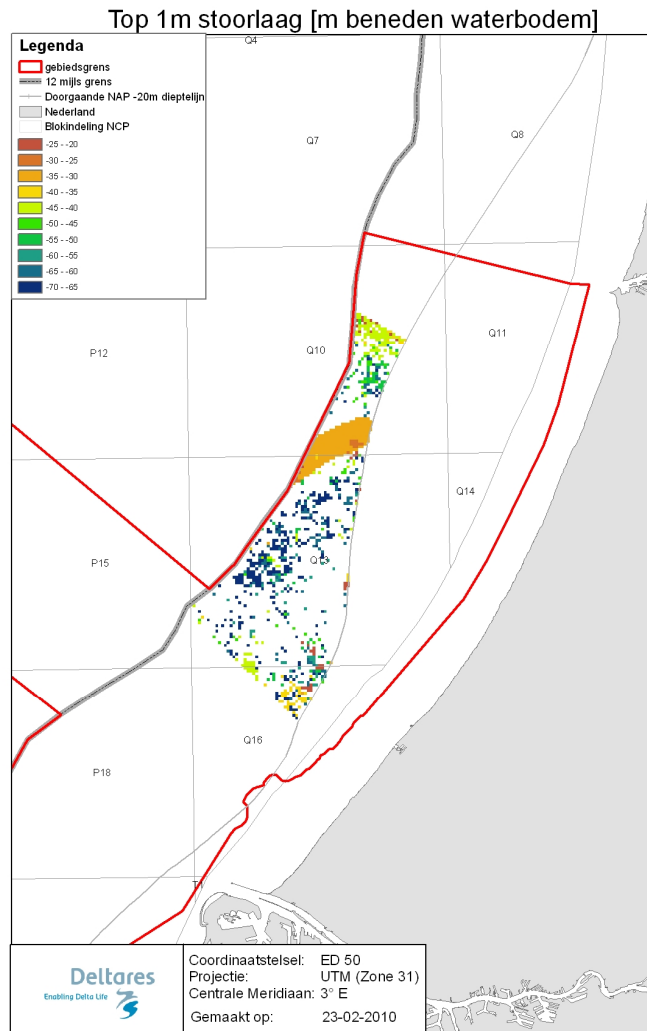 Top 1m stoorlaag [m beneden waterbodem]
Legenda
gebiedsgrens
12 mijls grens
Doorgaande NAP -20m dieptelijn
Nederland
Blokindeling NCP
-25 - -20
-30 - -25
-35 - -30
-40 - -35
-45 - -40
-50 - -45
-55 - -50
-60 - -55
-65 - -60
-70 - -65
Q4
Q7
Q8
P12
Q10
Q11
Q14
P15
Q13
Q16
P18
T1
Deltares
Enabling Delta Life
Coordinaatstelsel: ED 50
Projectie: UTM (Zone 31)
Centrale Meridiaan: 3° E
Gemaakt op: 23-02-2010